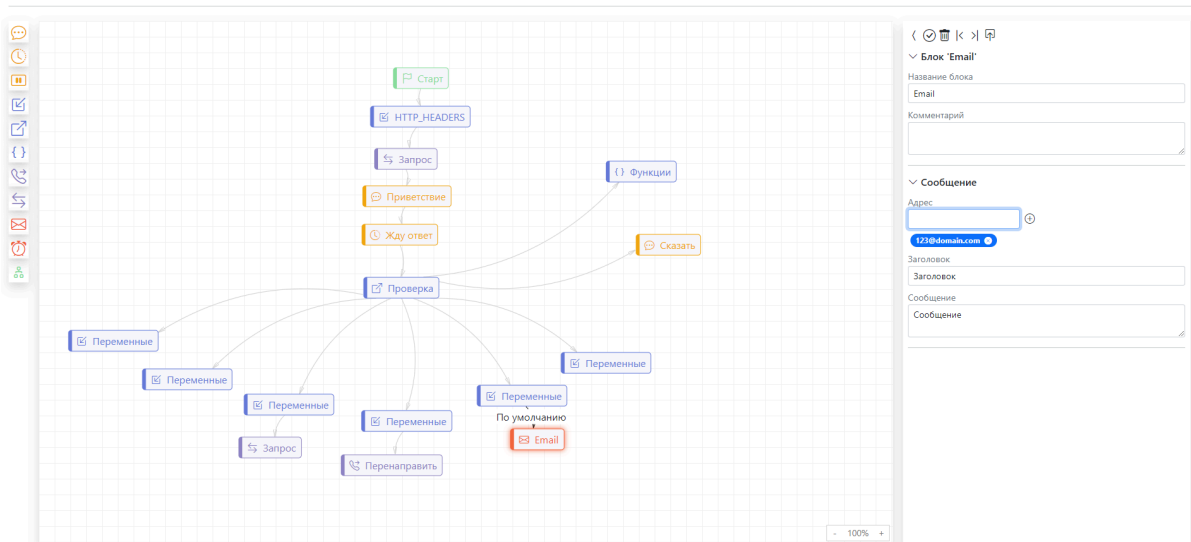 Старт
HTTP_HEADERS
Запрос
{ } Функции
Приветствие
Жду ответ
Сказать
Проверка
Переменные
Переменные
Переменные
Переменные
Переменные
Переменные
По умолчанию
Запрос
Email
Перенаправить
- 100% +
Блок 'Email'
Название блока
Email
Комментарий
Сообщение
Адрес
123@domain.com
Заголовок
Заголовок
Сообщение
Сообщение